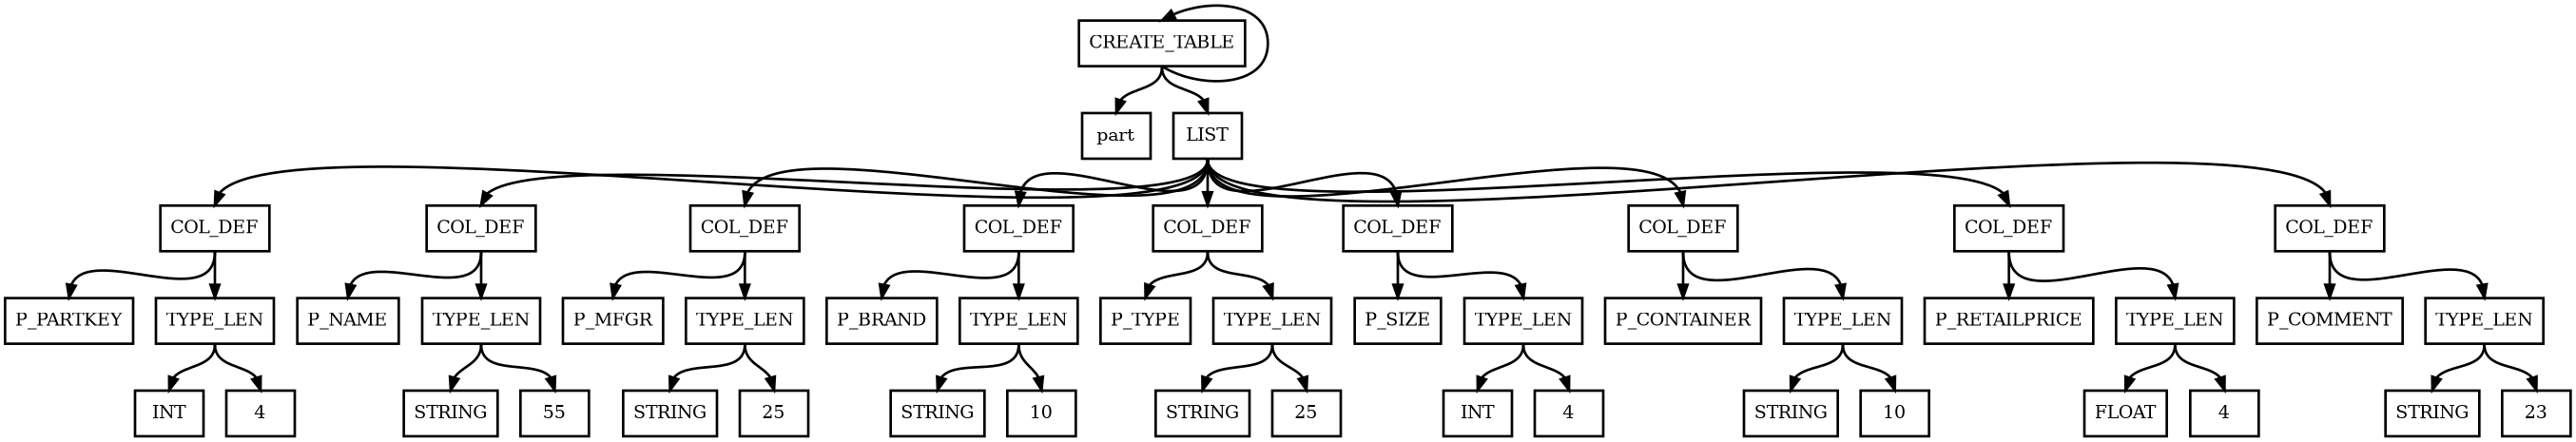 CREATE_TABLE
part
LIST
COL_DEF
COL_DEF
COL_DEF
COL_DEF
COL_DEF
COL_DEF
COL_DEF
COL_DEF
COL_DEF
P_PARTKEY
TYPE_LEN
P_NAME
TYPE_LEN
P_MFGR
TYPE_LEN
P_BRAND
TYPE_LEN
P_TYPE
TYPE_LEN
P_SIZE
TYPE_LEN
P_CONTAINER
TYPE_LEN
P_RETAILPRICE
TYPE_LEN
P_COMMENT
TYPE_LEN
INT
4
STRING
55
STRING
25
STRING
10
STRING
25
INT
4
STRING
10
FLOAT
4
STRING
23